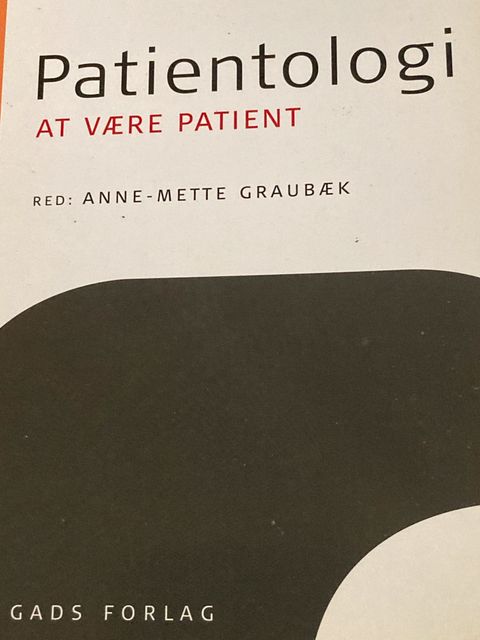 Patientologi
AT VÆRE PATIENT
RED: ANNE-METTE GRAUBÆK
GADS FORLAG